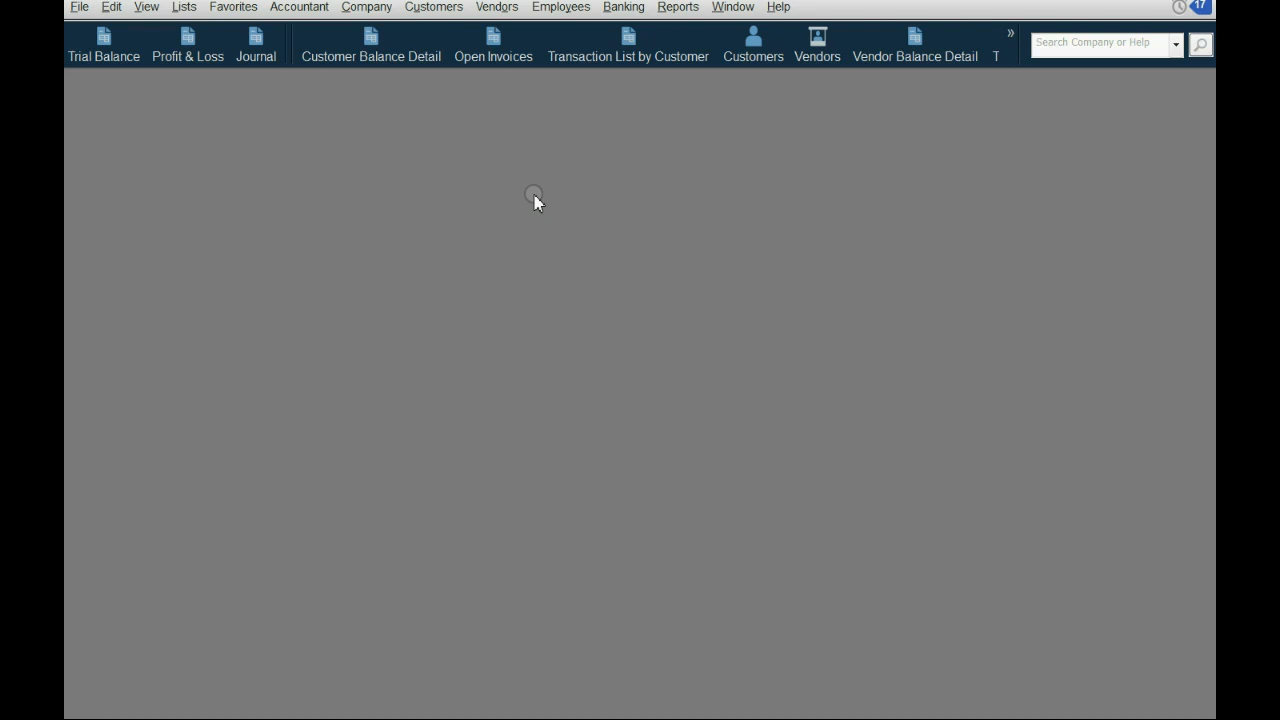 File Edit View Lists Favorites Accountant Company Customers Vendors Employees Banking Reports Window Help 17
Trial Balance Profit & Loss Journal Customer Balance Detail Open Invoices Transaction List by Customer Customers Vendors Vendor Balance Detail T » Search Company or Help